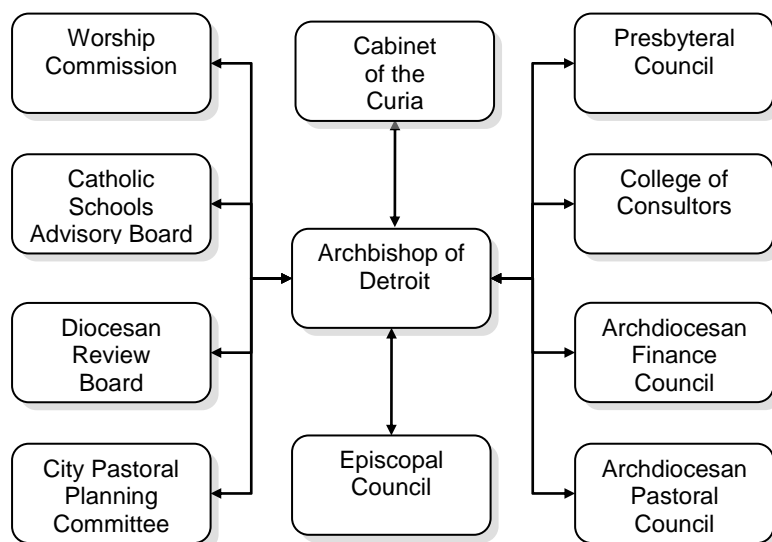 Worship
Commission
Cabinet
of the
Curia
Presbyteral
Council
Catholic
Schools
Advisory Board
College of
Consultors
Archbishop of
Detroit
Diocesan
Review
Board
Archdiocesan
Finance
Council
City Pastoral
Planning
Committee
Episcopal
Council
Archdiocesan
Pastoral
Council